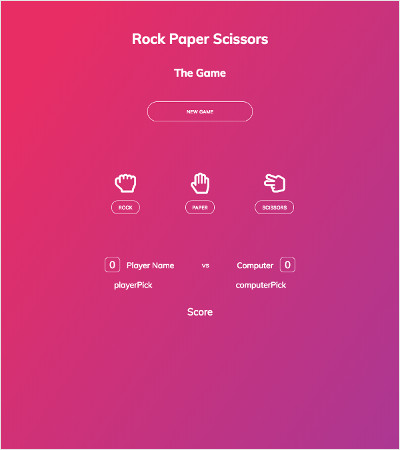 Rock Paper Scissors
The Game
NEW GAME
ROCK PAPER SCISSORS
0 Player Name vs Computer 0
playerPick computerPick
Score